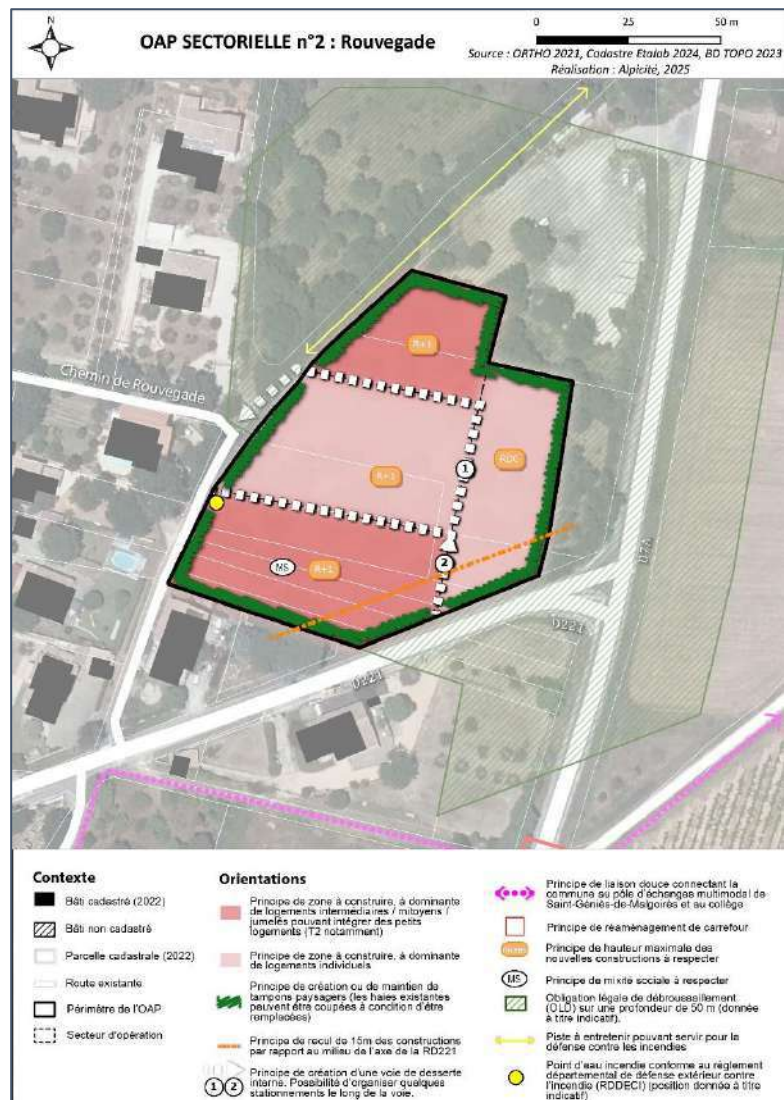 N
OAP SECTORIELLE n°2 : Rouvegade
0 25 50 m
Source : ORTHO 2021, Cadastre Etalab 2024, BD TOPO 2023
Réalisation : Alpicité, 2025
R+1
Chemin de Rouvegade
R+1
RDC
1
2
MS
R+1
D221
D221
Contexte
Bâti cadastré (2022)
Bâti non cadastré
Parcelle cadastrale (2022)
Route existante
Périmètre de l'OAP
Secteur d'opération
Orientations
Principe de zone à construire, à dominante
de logements intermédiaires / mitoyens /
jumelés pouvant intégrer des petits
logements (T2 notamment)
Principe de zone à construire, à dominante
de logements individuels
Principe de création ou de maintien de
tampons paysagers (les haies existantes
peuvent être coupées à condition d'être
remplacées)
Principe de recul de 15m des constructions
par rapport au milieu de l'axe de la RD221
Principe de création d'une voie de desserte
interne. Possibilité d'organiser quelques
stationnements le long de la voie.
1 2
Principe de liaison douce connectant la
commune au pôle d'échanges multimodal de
Saint-Géniès-de-Malgoirès et au collège
Principe de réaménagement de carrefour
Principe de hauteur maximale des
nouvelles constructions à respecter
MS
Principe de mixité sociale à respecter
Obligation légale de débroussaillement
(OLD) sur une profondeur de 50 m (donnée
à titre indicatif).
Piste à entretenir pouvant servir pour la
défense contre les incendies
Point d'eau incendie conforme au règlement
départemental de défense extérieur contre
l'incendie (RDDECI) (position donnée à titre
indicatif)